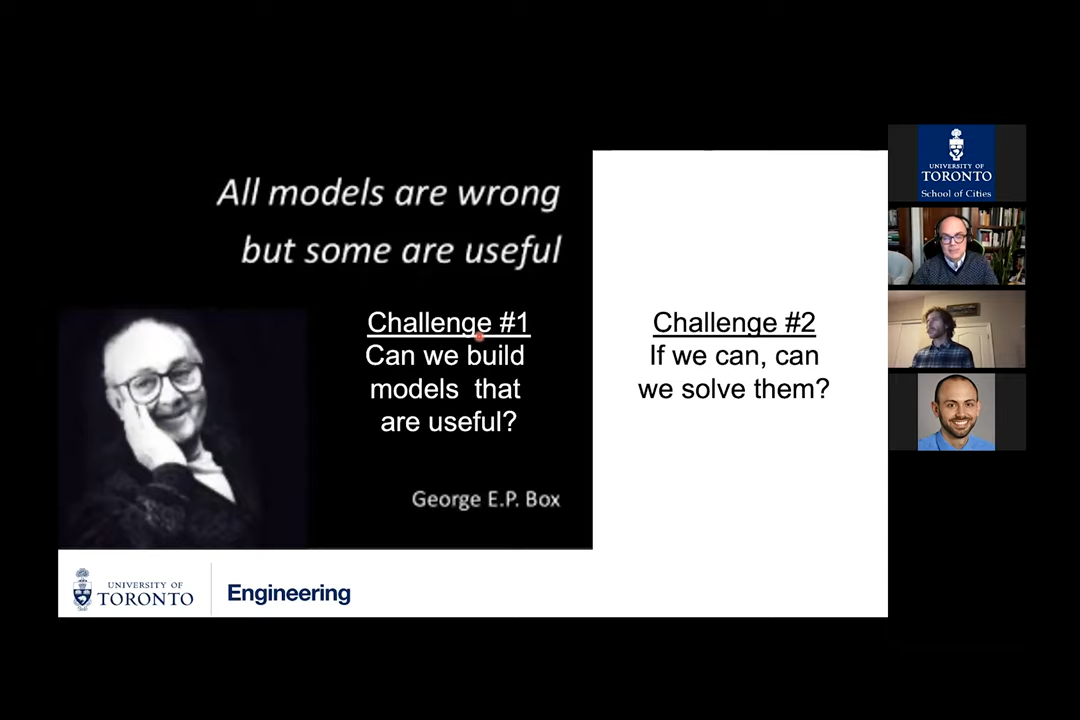 All models are wrong
but some are useful
Challenge #1
Can we build
models that
are useful?
George E.P. Box
Challenge #2
If we can, can
we solve them?
UNIVERSITY OF
TORONTO
Engineering
UNIVERSITY OF
TORONTO
School of Cities